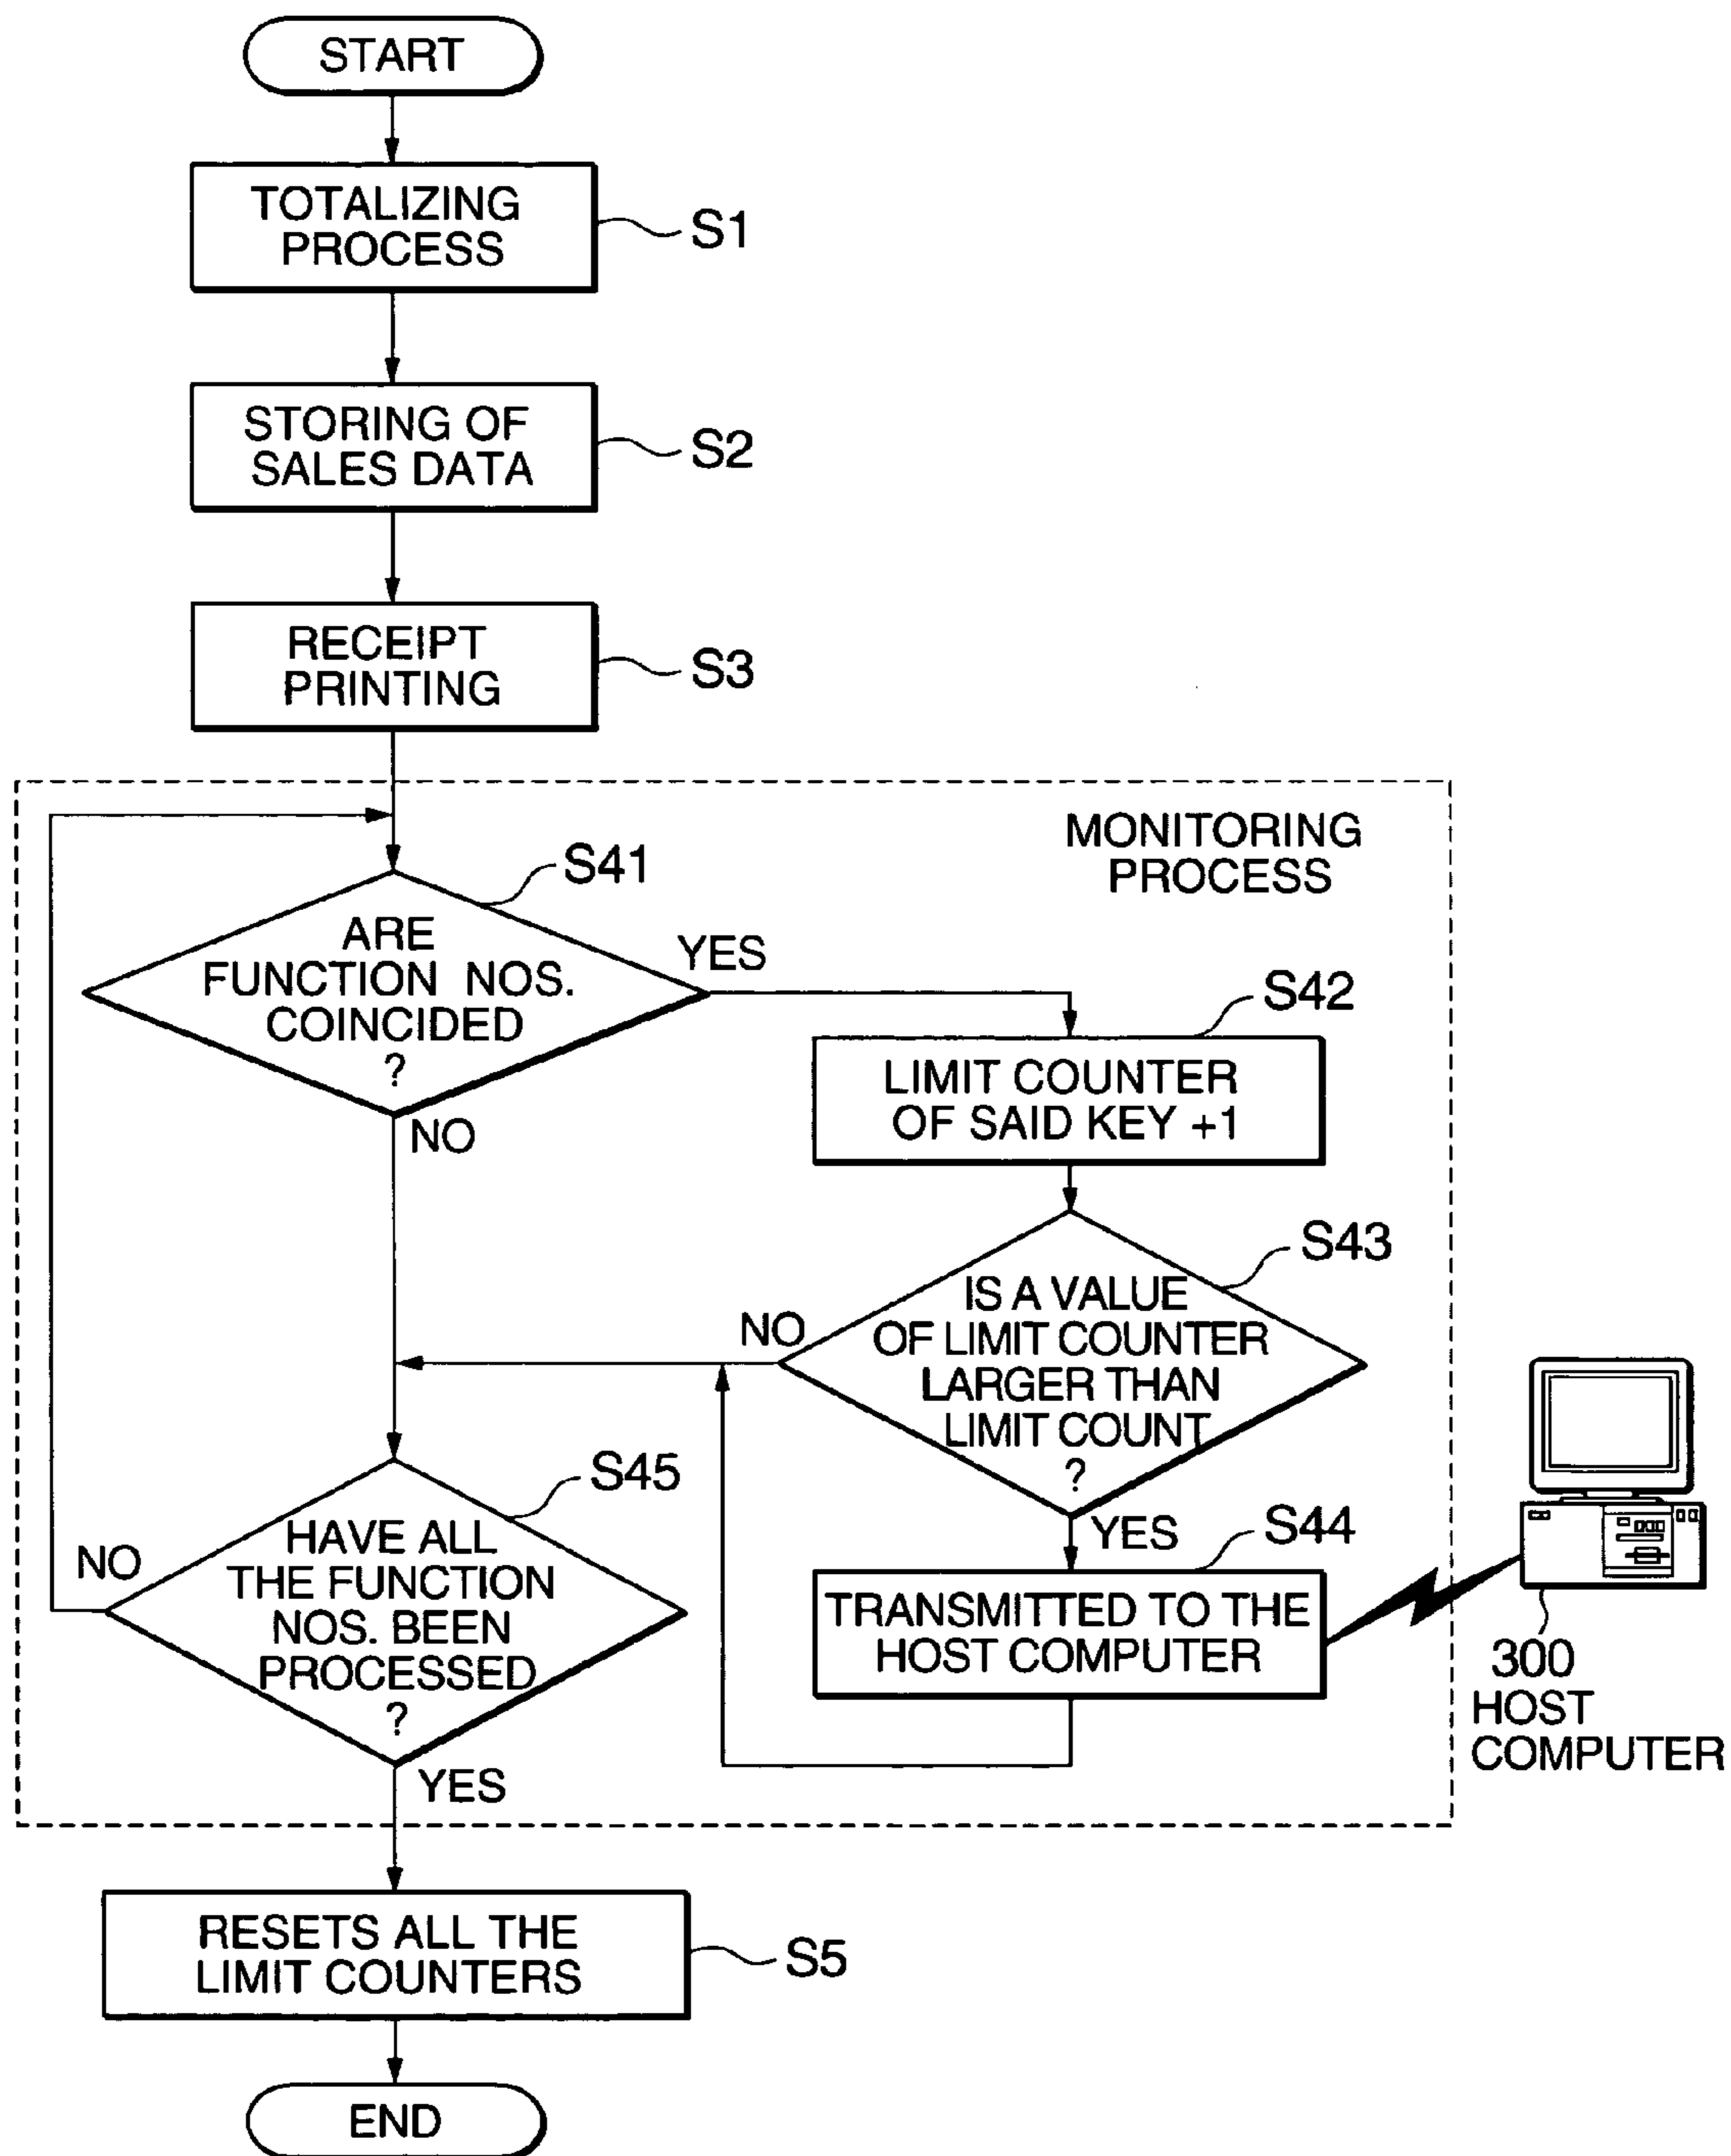 START
TOTALIZING
PROCESS
S1
STORING OF
SALES DATA
S2
RECEIPT
PRINTING
S3
MONITORING
PROCESS
S41
ARE
FUNCTION NOS.
COINCIDED
?
YES
NO
S42
LIMIT COUNTER
OF SAID KEY +1
S43
IS A VALUE
OF LIMIT COUNTER
LARGER THAN
LIMIT COUNT
?
NO
YES
S44
TRANSMITTED TO THE
HOST COMPUTER
300
HOST
COMPUTER
S45
HAVE ALL
THE FUNCTION
NOS. BEEN
PROCESSED
?
NO
YES
RESETS ALL THE
LIMIT COUNTERS
S5
END